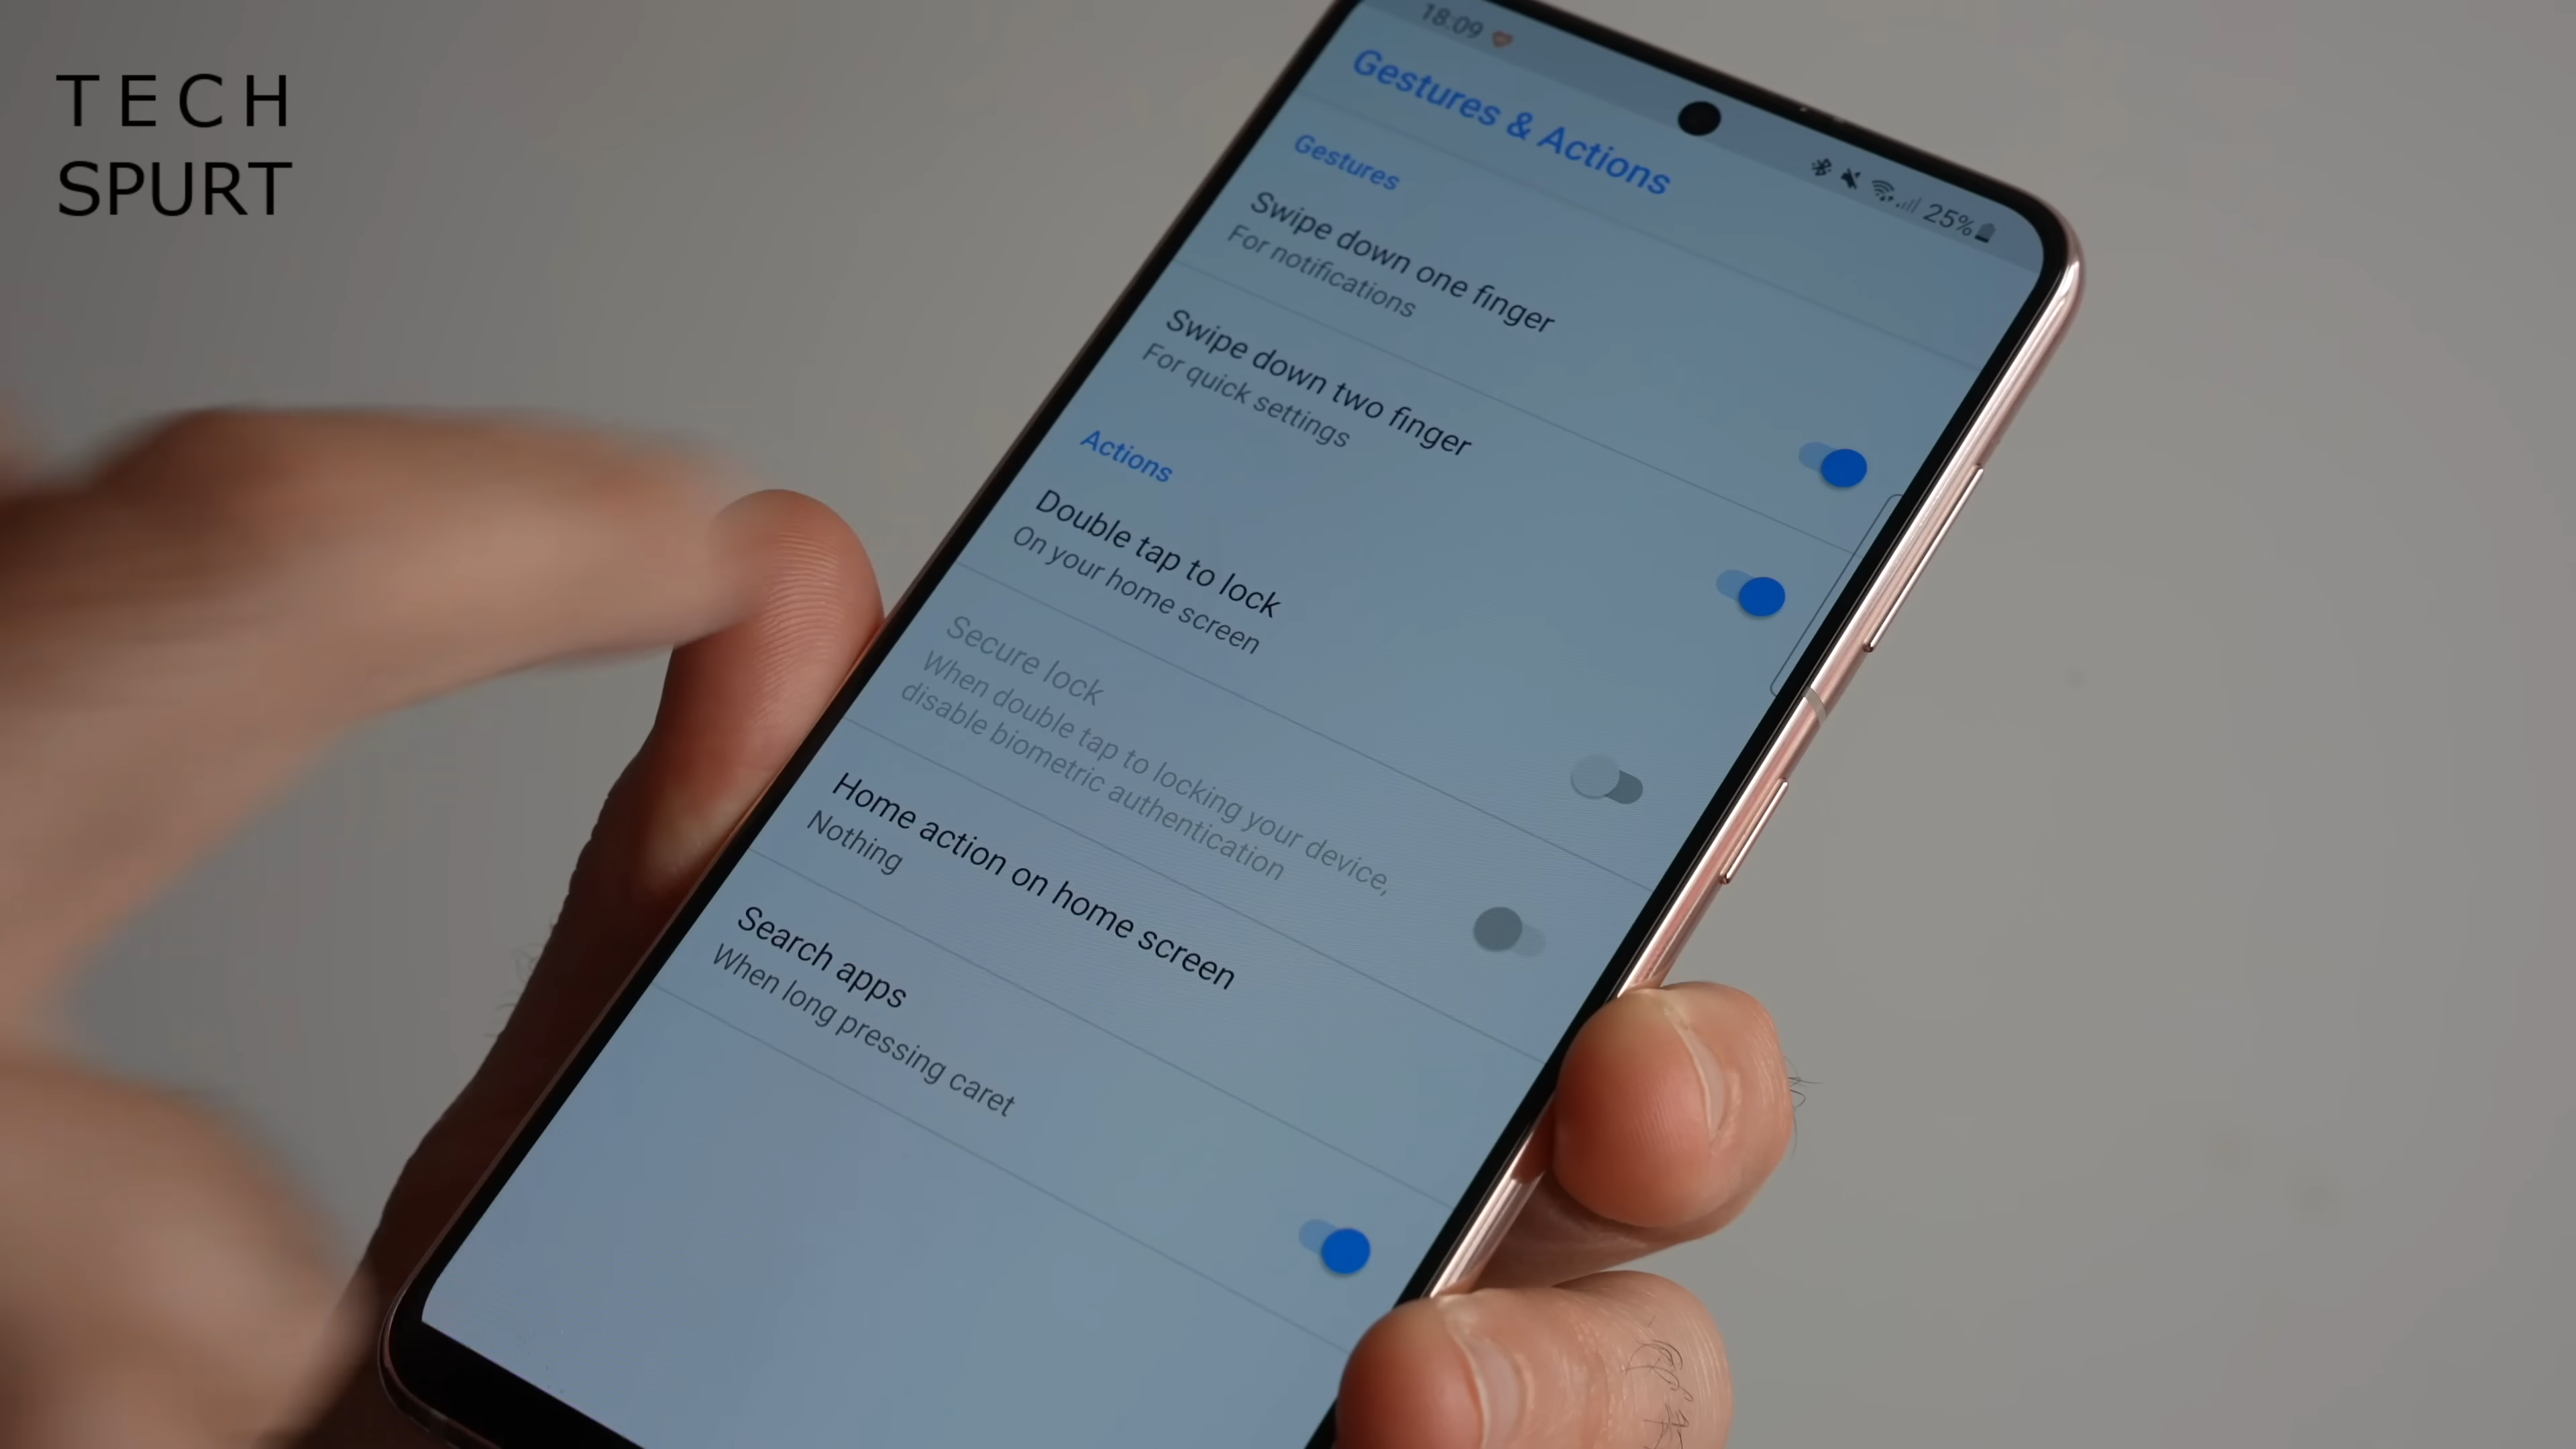 TECH
SPURT
18:09
25%
Gestures & Actions
Gestures
Swipe down one finger
For notifications
Swipe down two finger
For quick settings
Actions
Double tap to lock
On your home screen
Secure lock
When double tap to locking your device,
disable biometric authentication
Home action on home screen
Nothing
Search apps
When long pressing caret